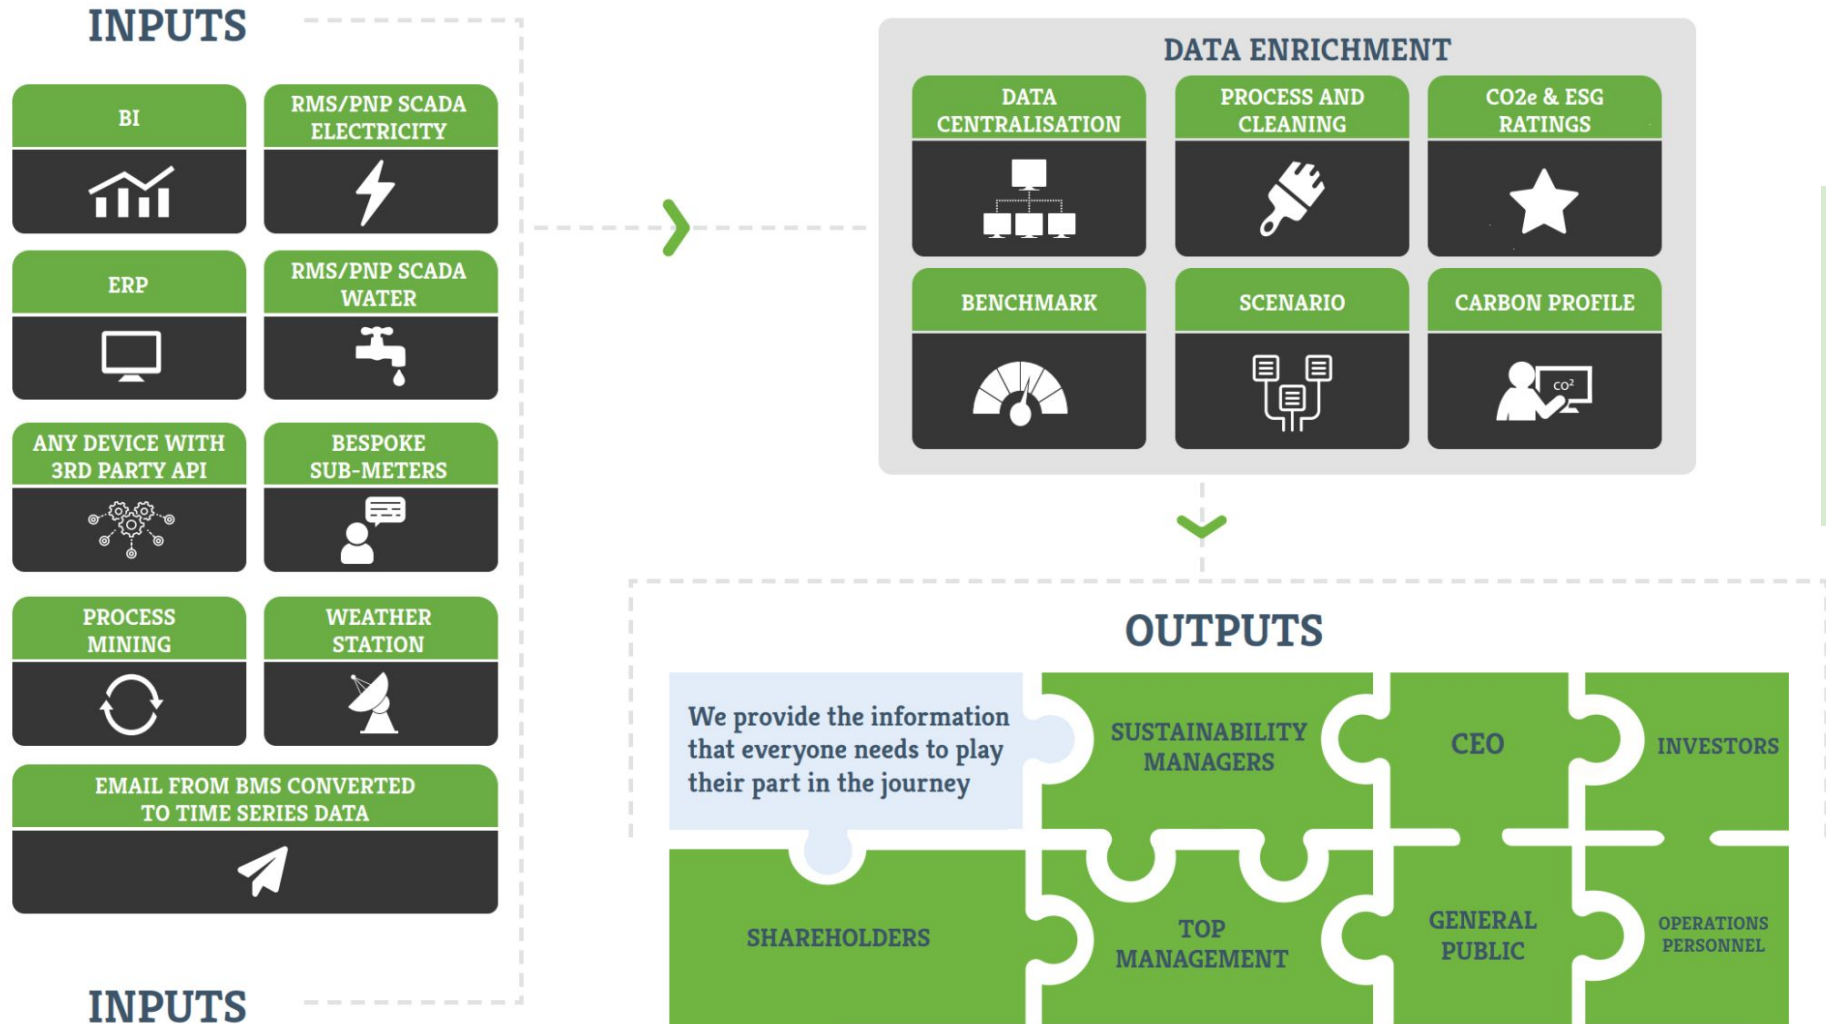 INPUTS
BI
RMS/PNP SCADA
ELECTRICITY
ERP
RMS/PNP SCADA
WATER
ANY DEVICE WITH
3RD PARTY API
BESPOKE
SUB-METERS
PROCESS
MINING
WEATHER
STATION
EMAIL FROM BMS CONVERTED
TO TIME SERIES DATA
INPUTS
DATA ENRICHMENT
DATA
CENTRALISATION
PROCESS AND
CLEANING
CO2e & ESG
RATINGS
BENCHMARK
SCENARIO
CARBON PROFILE
CO²
OUTPUTS
We provide the information
that everyone needs to play
their part in the journey
SUSTAINABILITY
MANAGERS
CEO
INVESTORS
SHAREHOLDERS
TOP
MANAGEMENT
GENERAL
PUBLIC
OPERATIONS
PERSONNEL